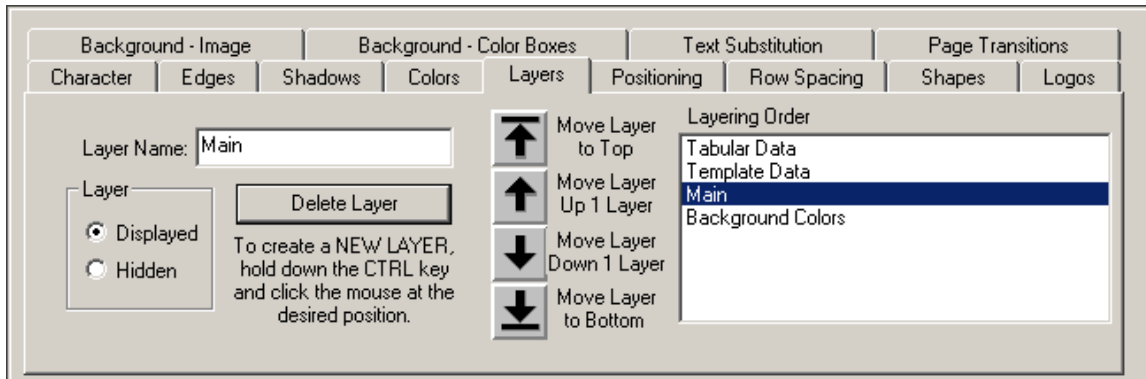 Background - Image
Background - Color Boxes
Text Substitution
Page Transitions
Character
Edges
Shadows
Colors
Layers
Positioning
Row Spacing
Shapes
Logos
Layer Name:
Main
Layer
Displayed
Hidden
Delete Layer
To create a NEW LAYER,
hold down the CTRL key
and click the mouse at the
desired position.
Move Layer
to Top
Move Layer
Up 1 Layer
Move Layer
Down 1 Layer
Move Layer
to Bottom
Layering Order
Tabular Data
Template Data
Main
Background Colors